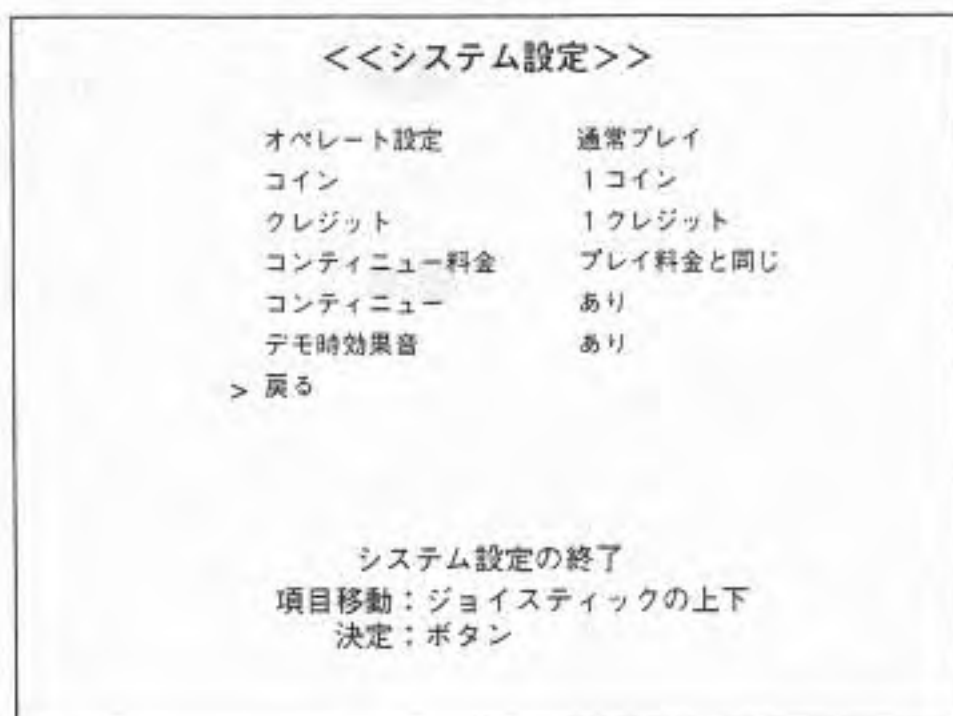 <<システム設定>>
オペレート設定 通常プレイ
コイン 1コイン
クレジット 1クレジット
コンティニュー料金 プレイ料金と同じ
コンティニュー あり
デモ時効果音 あり
> 戻る
システム設定の終了
項目移動：ジョイスティックの上下
決定：ボタン